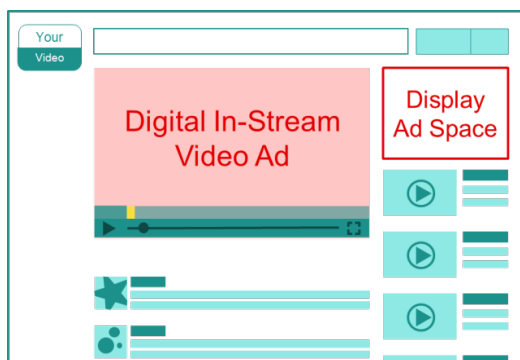 Your
Video
Digital In-Stream
Video Ad
Display
Ad Space